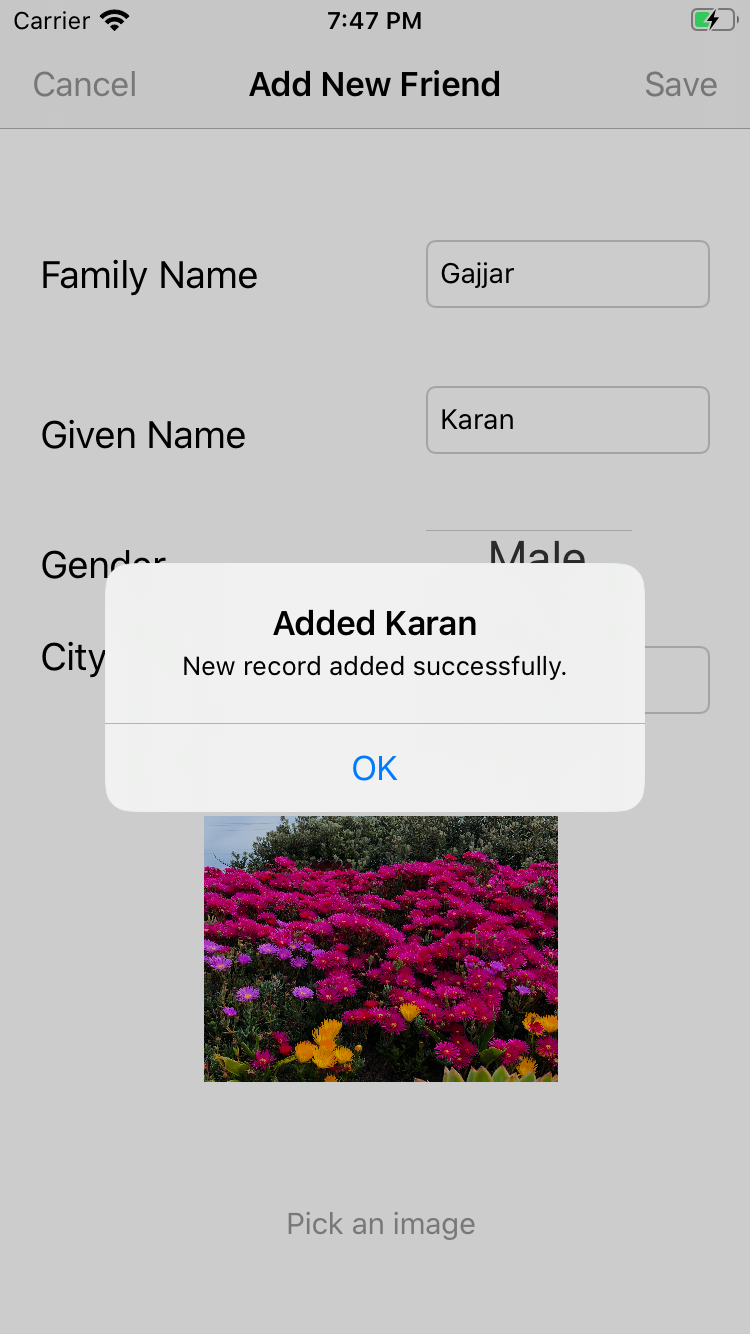 Carrier 7:47 PM
Cancel Add New Friend Save
Family Name Gajjar
Given Name Karan
Gender Male
City
Added Karan
New record added successfully.
OK
Pick an image